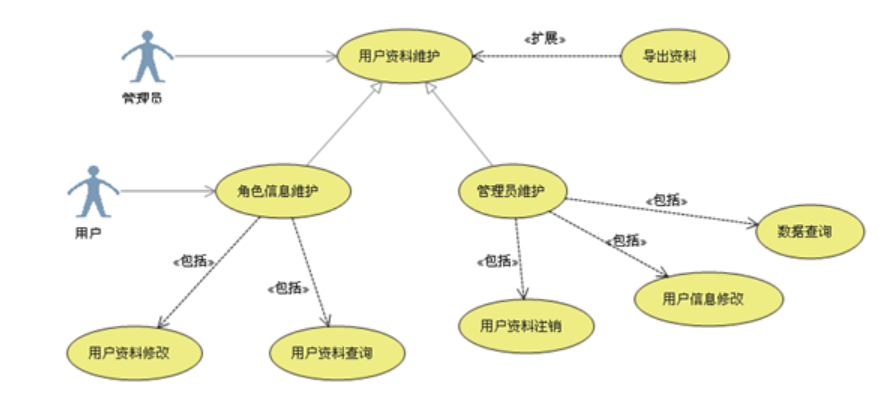 «扩展»
用户资料维护
导出资料
管理员
角色信息维护
管理员维护
«包括»
用户
数据查询
«包括»
«包括»
«包括»
«包括»
用户信息修改
用户资料注销
用户资料修改
用户资料查询